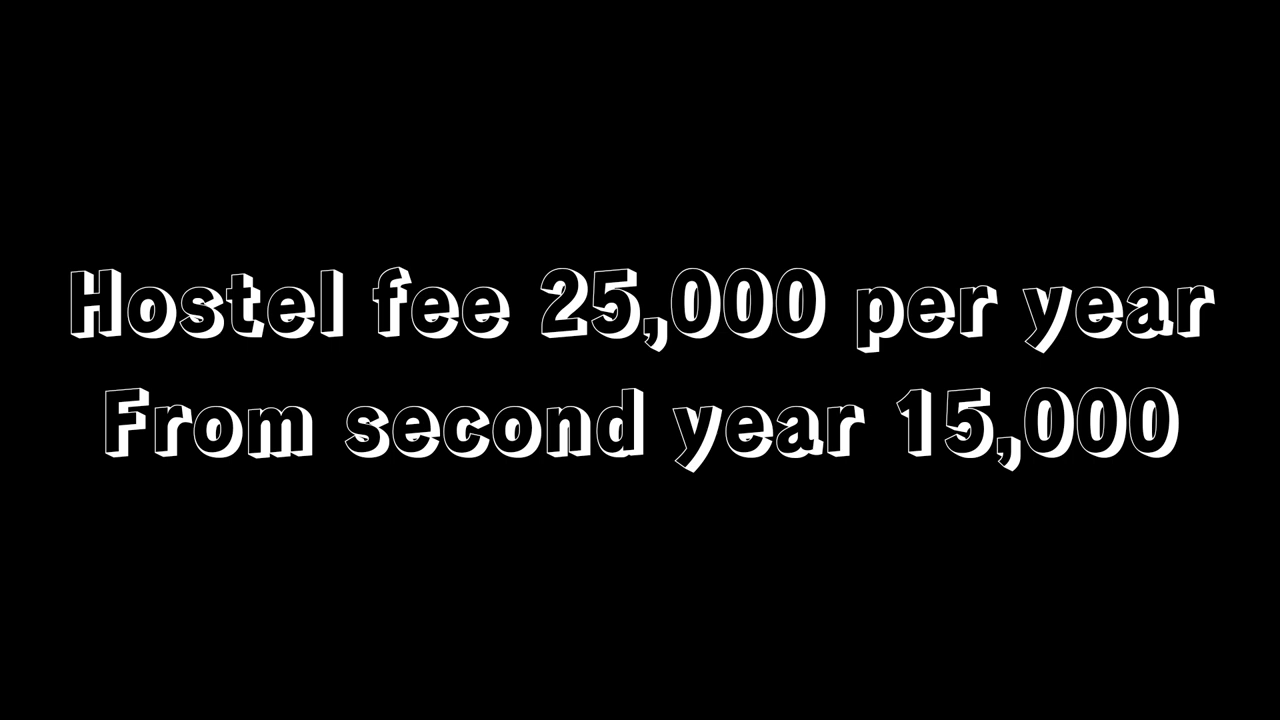 Hostel fee 25,000 per year
From second year 15,000